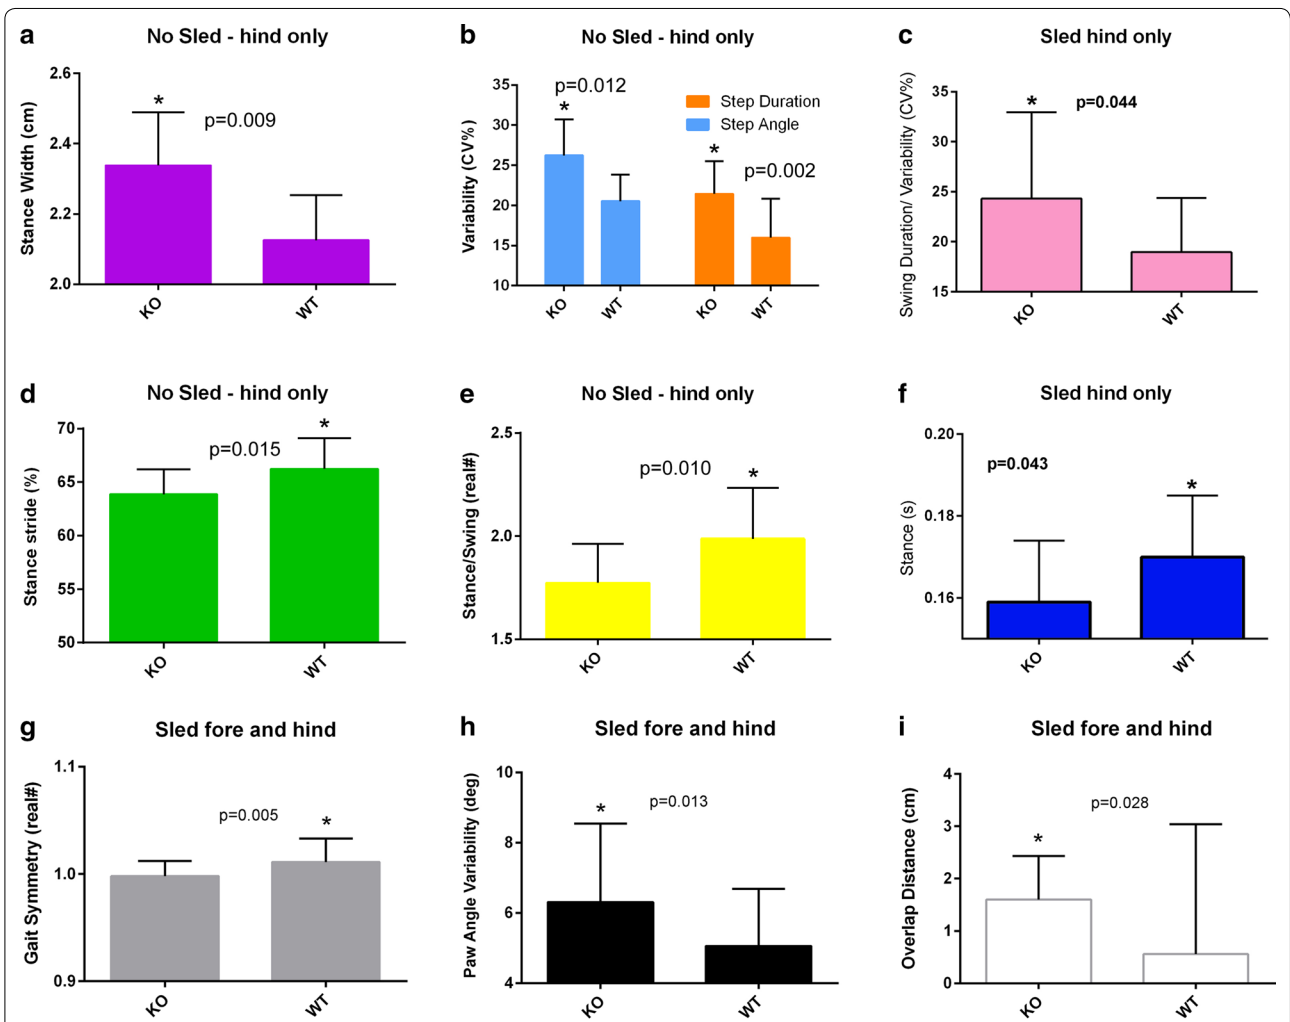 a
No Sled - hind only
Stance Width (cm)
2.6
2.4
2.2
2.0
*
p=0.009
KO
WT
b
No Sled - hind only
Variability (CV%)
35
30
25
20
15
10
p=0.012
*
Step Duration
Step Angle
*
p=0.002
KO
WT
KO
WT
c
Sled hind only
Swing Duration/ Variability (CV%)
35
30
25
20
15
*
p=0.044
KO
WT
d
No Sled - hind only
Stance stride (%)
70
65
60
55
50
p=0.015
*
KO
WT
e
No Sled - hind only
Stance/Swing (real#)
2.5
2.0
1.5
p=0.010
*
KO
WT
f
Sled hind only
Stance (s)
0.20
0.18
0.16
p=0.043
*
KO
WT
g
Sled fore and hind
Gait Symmetry (real#)
1.1
1.0
0.9
p=0.005
*
KO
WT
h
Sled fore and hind
Paw Angle Variability (deg)
10
8
6
4
*
p=0.013
KO
WT
i
Sled fore and hind
Overlap Distance (cm)
4
3
2
1
0
*
p=0.028
KO
WT